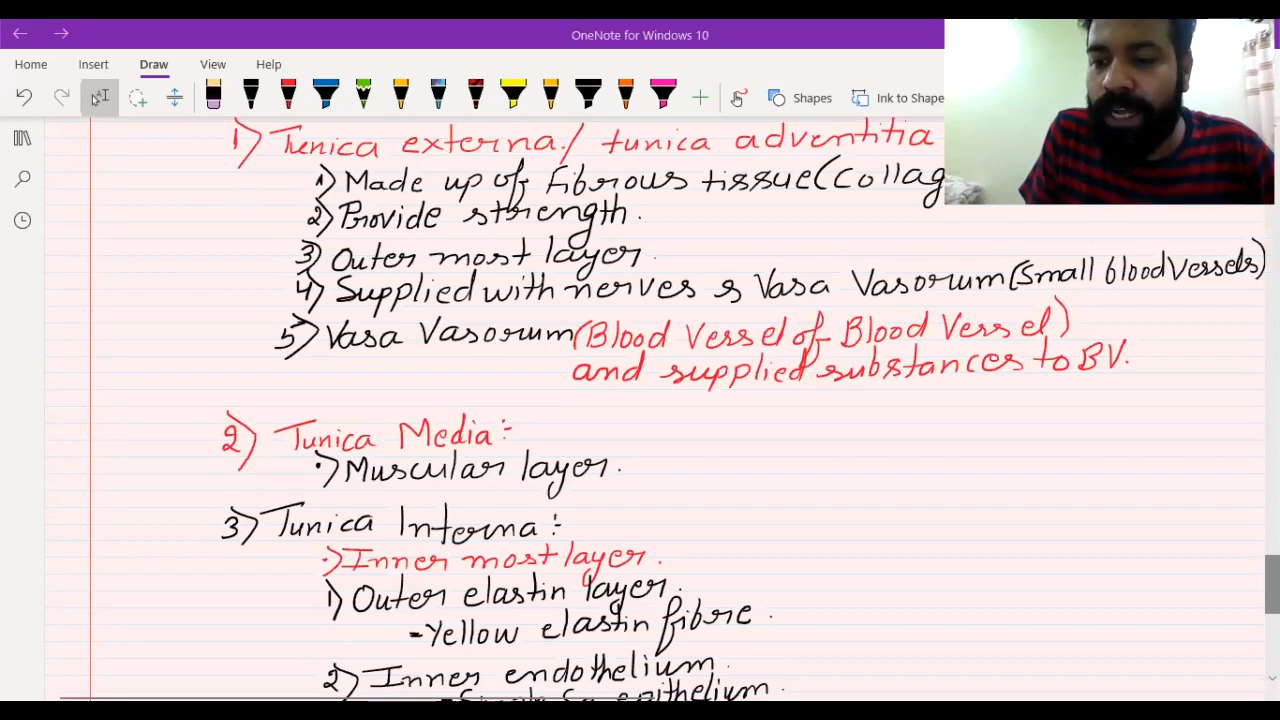 OneNote for Windows 10
Home Insert Draw View Help
Shapes Ink to Shape
1) Tunica externa / tunica adventitia
1) Made up of Fibrous tissue (Collag
2) Provide strength.
3) Outer most layer.
4) Supplied with nerves & Vasa Vasorum (Small blood Vessels)
5) Vasa Vasorum (Blood Vessel of Blood Vessel)
and supplied substances to BV.
2) Tunica Media :-
•) Muscular layer.
3) Tunica Interna :-
•) Inner most layer.
1) Outer elastin layer.
- Yellow elastin fibre.
2) Inner endothelium.
- Simple Sq epithelium.